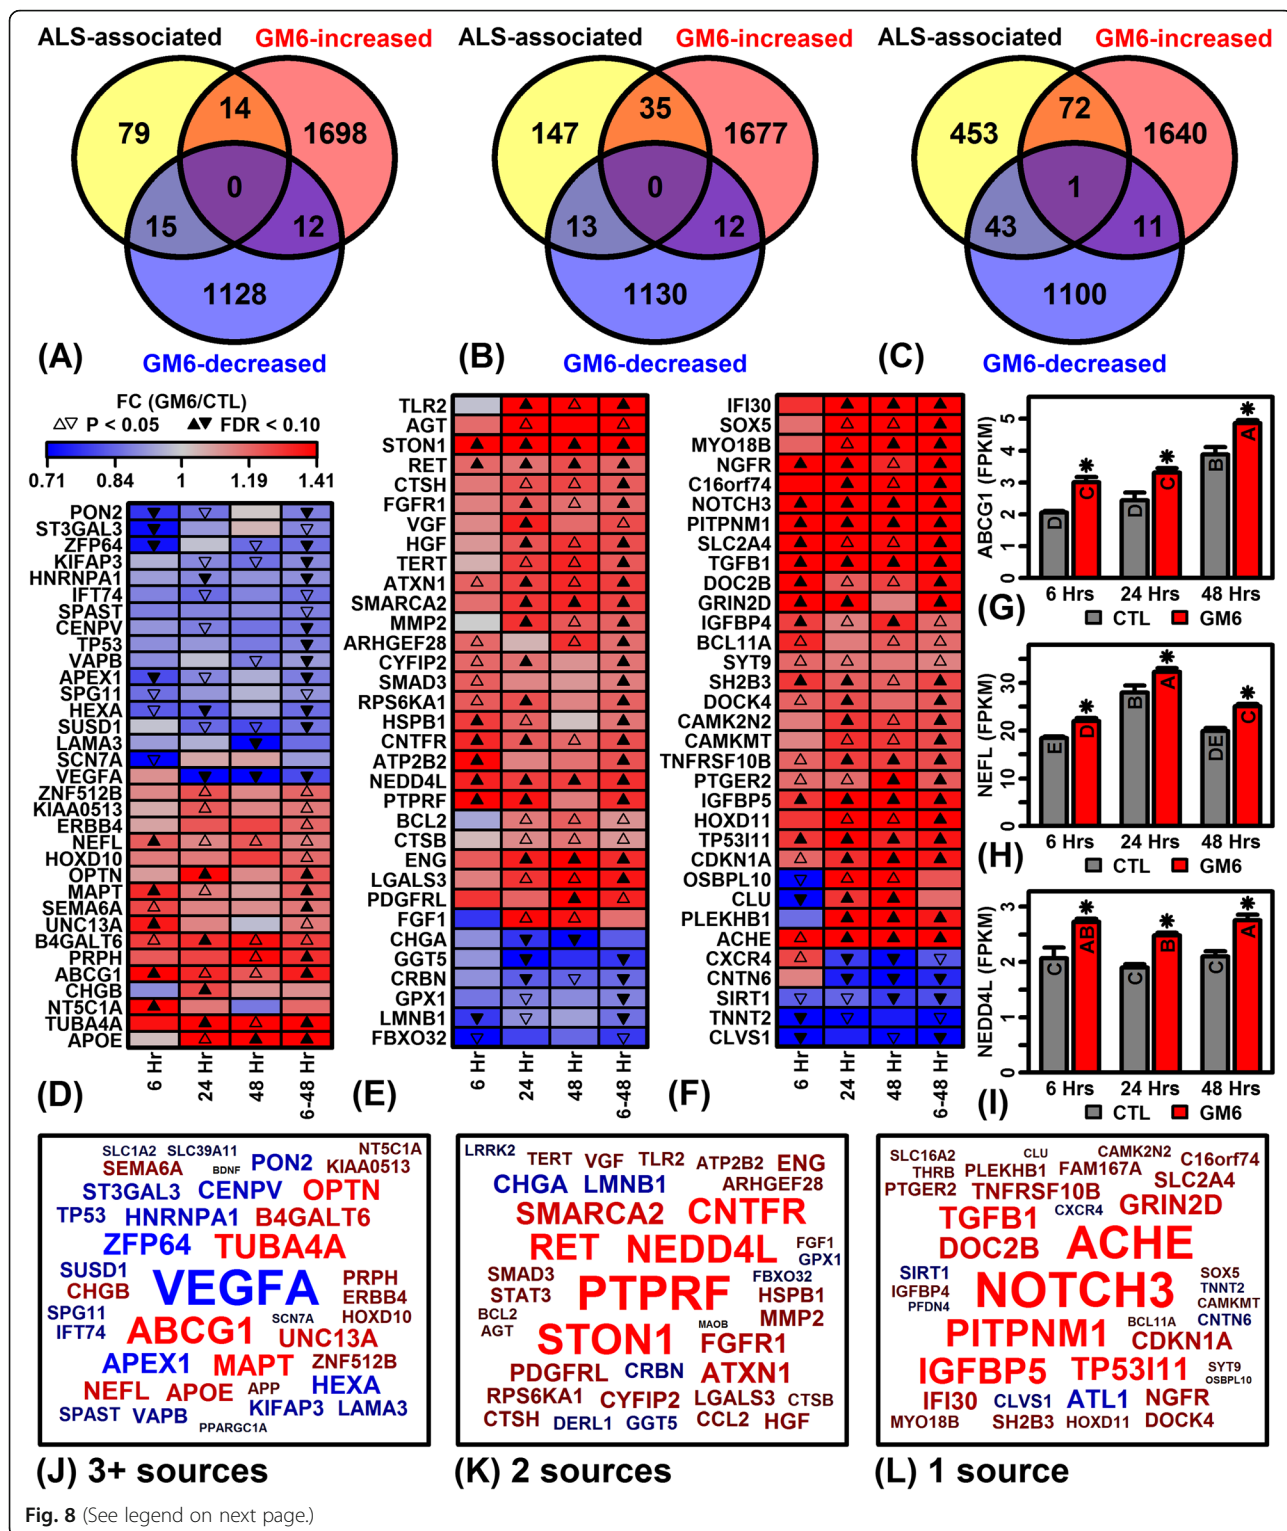 ALS-associated GM6-increased
79 14 1698
0
15 12
1128
(A)
GM6-decreased
ALS-associated GM6-increased
147 35 1677
0
13 12
1130
(B)
GM6-decreased
ALS-associated GM6-increased
453 72 1640
1
43 11
1100
(C)
GM6-decreased
FC (GM6/CTL)
△▽ P < 0.05 ▲▼ FDR < 0.10
0.71 0.84 1 1.19 1.41
PON2
ST3GAL3
ZFP64
KIFAP3
HNRNPA1
IFT74
SPAST
CENPV
TP53
VAPB
APEX1
SPG11
HEXA
SUSD1
LAMA3
SCN7A
VEGFA
ZNF512B
KIAA0513
ERBB4
NEFL
HOXD10
OPTN
MAPT
SEMA6A
UNC13A
B4GALT6
PRPH
ABCG1
CHGB
NT5C1A
TUBA4A
APOE
6 Hr 24 Hr 48 Hr 6-48 Hr
(D)
TLR2
AGT
STON1
RET
CTSH
FGFR1
VGF
HGF
TERT
ATXN1
SMARCA2
MMP2
ARHGEF28
CYFIP2
SMAD3
RPS6KA1
HSPB1
CNTFR
ATP2B2
NEDD4L
PTPRF
BCL2
CTSB
ENG
LGALS3
PDGFRL
FGF1
CHGA
GGT5
CRBN
GPX1
LMNB1
FBXO32
6 Hr 24 Hr 48 Hr 6-48 Hr
(E)
IFI30
SOX5
MYO18B
NGFR
C16orf74
NOTCH3
PITPNM1
SLC2A4
TGFB1
DOC2B
GRIN2D
IGFBP4
BCL11A
SYT9
SH2B3
DOCK4
CAMK2N2
CAMKMT
TNFRSF10B
PTGER2
IGFBP5
HOXD11
TP53I11
CDKN1A
OSBPL10
CLU
PLEKHB1
ACHE
CXCR4
CNTN6
SIRT1
TNNT2
CLVS1
6 Hr 24 Hr 48 Hr 6-48 Hr
(F)
ABCG1 (FPKM)
5
4
3
2
1
0
D C D C B A
* * *
6 Hrs 24 Hrs 48 Hrs
(G) CTL GM6
NEFL (FPKM)
30
20
10
0
E D B A DE C
* * *
6 Hrs 24 Hrs 48 Hrs
(H) CTL GM6
NEDD4L (FPKM)
3
2
1
0
C AB C B C A
* * *
6 Hrs 24 Hrs 48 Hrs
(I) CTL GM6
SLC1A2 SLC39A11 NT5C1A
SEMA6A BDNF PON2 KIAA0513
ST3GAL3 CENPV OPTN
TP53 HNRNPA1 B4GALT6
ZFP64 TUBA4A
SUSD1 PRPH
CHGB VEGFA ERBB4
SPG11 SCN7A HOXD10
IFT74 ABCG1 UNC13A
APEX1 MAPT ZNF512B
NEFL APOE APP HEXA
SPAST VAPB KIFAP3 LAMA3
PPARGC1A
(J) 3+ sources
LRRK2 TERT VGF TLR2 ATP2B2 ENG
CHGA LMNB1 ARHGEF28
SMARCA2 CNTFR
RET NEDD4L FGF1
GPX1
SMAD3 FBXO32
STAT3 PTPRF HSPB1
BCL2 MAOB MMP2
AGT STON1 FGFR1
PDGFRL CRBN ATXN1
RPS6KA1 CYFIP2 LGALS3 CTSB
CTSH DERL1 GGT5 CCL2 HGF
(K) 2 sources
SLC16A2 CLU CAMK2N2 C16orf74
THRB PLEKHB1 FAM167A SLC2A4
PTGER2 TNFRSF10B
TGFB1 CXCR4 GRIN2D
DOC2B ACHE
SIRT1 SOX5
IGFBP4 NOTCH3 TNNT2
PFDN4 CAMKMT
BCL11A CNTN6
PITPNM1 CDKN1A
IGFBP5 TP53I11 SYT9
OSBPL10
IFI30 CLVS1 ATL1 NGFR
MYO18B SH2B3 HOXD11 DOCK4
(L) 1 source
Fig. 8 (See legend on next page.)